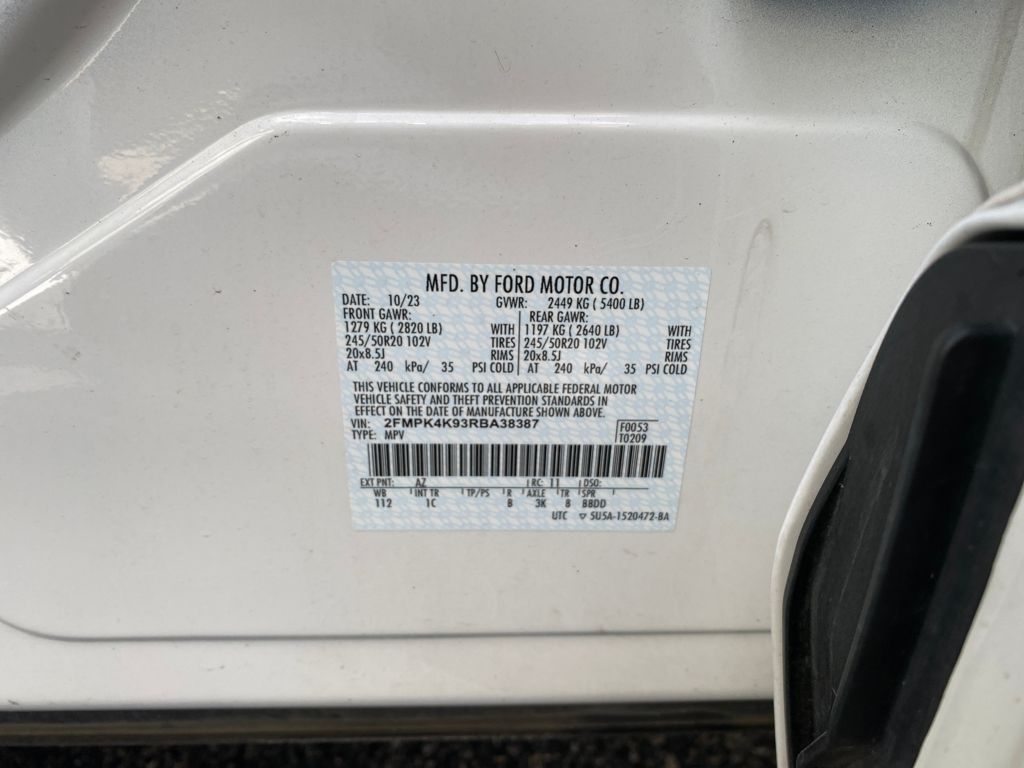 MFD. BY FORD MOTOR CO.
DATE: 10/23 GVWR: 2449 KG ( 5400 LB)
FRONT GAWR: REAR GAWR:
1279 KG ( 2820 LB) WITH 1197 KG ( 2640 LB) WITH
245/50R20 102V TIRES 245/50R20 102V TIRES
20x8.5J RIMS 20x8.5J RIMS
AT 240 kPa/ 35 PSI COLD AT 240 kPa/ 35 PSI COLD
THIS VEHICLE CONFORMS TO ALL APPLICABLE FEDERAL MOTOR
VEHICLE SAFETY AND THEFT PREVENTION STANDARDS IN
EFFECT ON THE DATE OF MANUFACTURE SHOWN ABOVE.
VIN: 2FMPK4K93RBA38387 F0053
TYPE: MPV T0209
EXT PNT: AZ RC: 11 DSO:
WB INT TR TP/PS R AXLE TR SPR
112 1C B 3K 8 BBDD
UTC ▽ 5U5A-1520472-BA